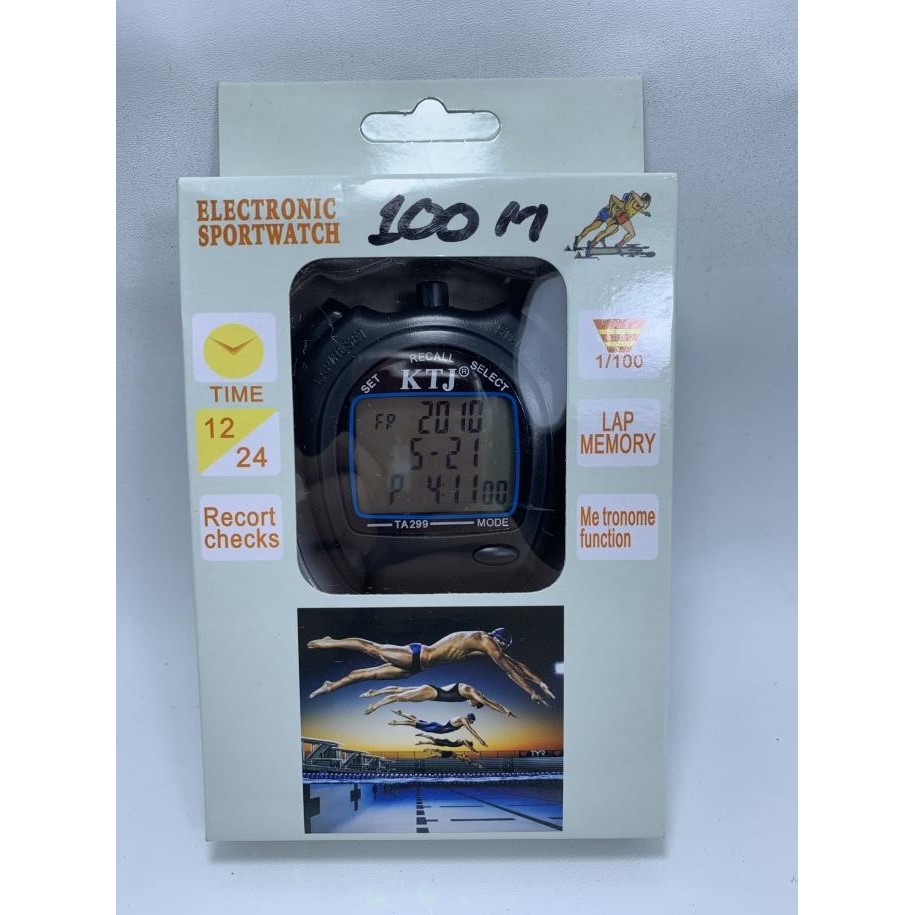 ELECTRONIC
SPORTWATCH
100 M
TIME
12
24
Recort
checks
RECALL
SET
SELECT
KTJ®
FR 2010
5-21
P 4:11 00
TA299
MODE
1/100
LAP
MEMORY
Me tronome
function
TYR